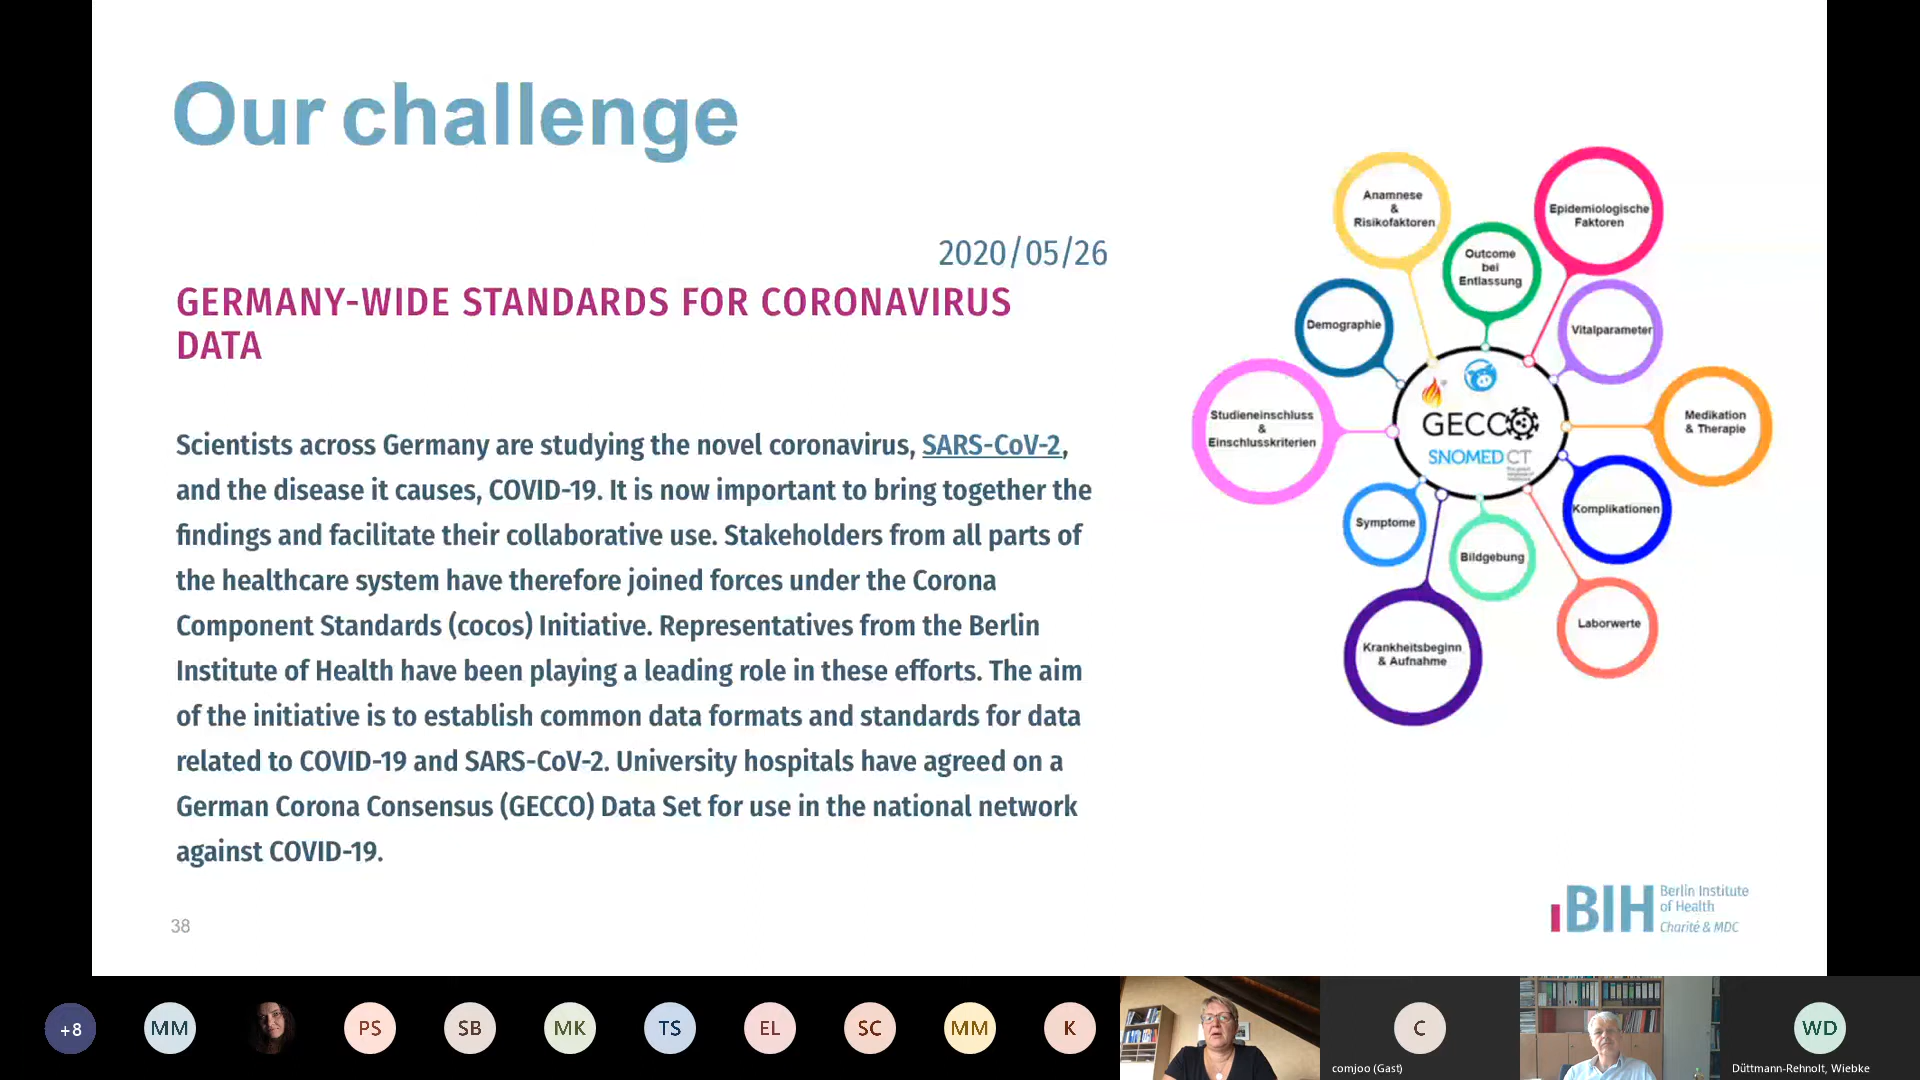 Our challenge
2020/05/26
GERMANY-WIDE STANDARDS FOR CORONAVIRUS
DATA
Scientists across Germany are studying the novel coronavirus, SARS-CoV-2,
and the disease it causes, COVID-19. It is now important to bring together the
findings and facilitate their collaborative use. Stakeholders from all parts of
the healthcare system have therefore joined forces under the Corona
Component Standards (cocos) Initiative. Representatives from the Berlin
Institute of Health have been playing a leading role in these efforts. The aim
of the initiative is to establish common data formats and standards for data
related to COVID-19 and SARS-CoV-2. University hospitals have agreed on a
German Corona Consensus (GECCO) Data Set for use in the national network
against COVID-19.
Anamnese
&
Risikofaktoren
Epidemiologische
Faktoren
Outcome
bei
Entlassung
Demographie
Vitalparameter
Studieneinschluss
&
Einschlusskriterien
GECCO
SNOMED CT
Medikation
& Therapie
Symptome
Komplikationen
Bildgebung
Laborwerte
Krankheitsbeginn
& Aufnahme
38
BIH
Berlin Institute
of Health
Charité & MDC
+8
MM
PS
SB
MK
TS
EL
SC
MM
K
C
comjoo (Gast)
WD
Düttmann-Rehnolt, Wiebke